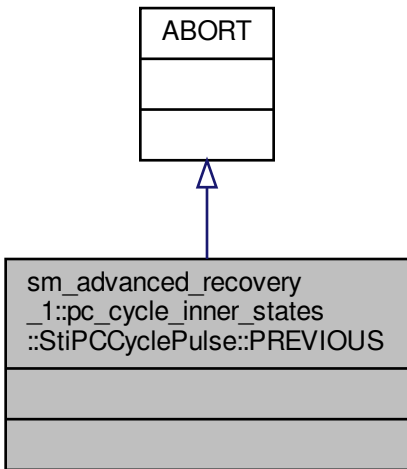 ABORT
sm_advanced_recovery
_1::pc_cycle_inner_states
::StiPCCyclePulse::PREVIOUS